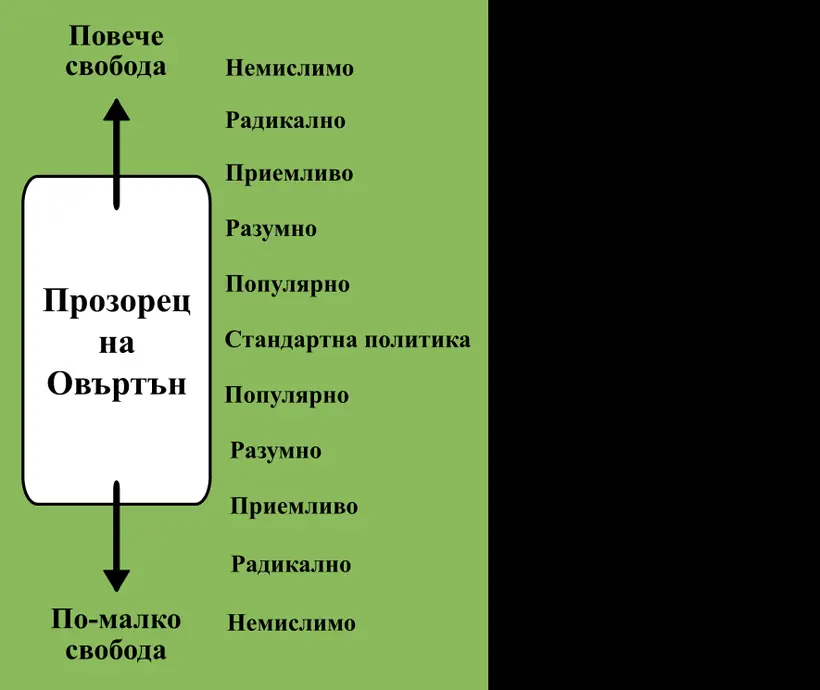 Повече
свобода
Прозорец
на
Овъртън
По-малко
свобода
Немислимо
Радикално
Приемливо
Разумно
Популярно
Стандартна политика
Популярно
Разумно
Приемливо
Радикално
Немислимо